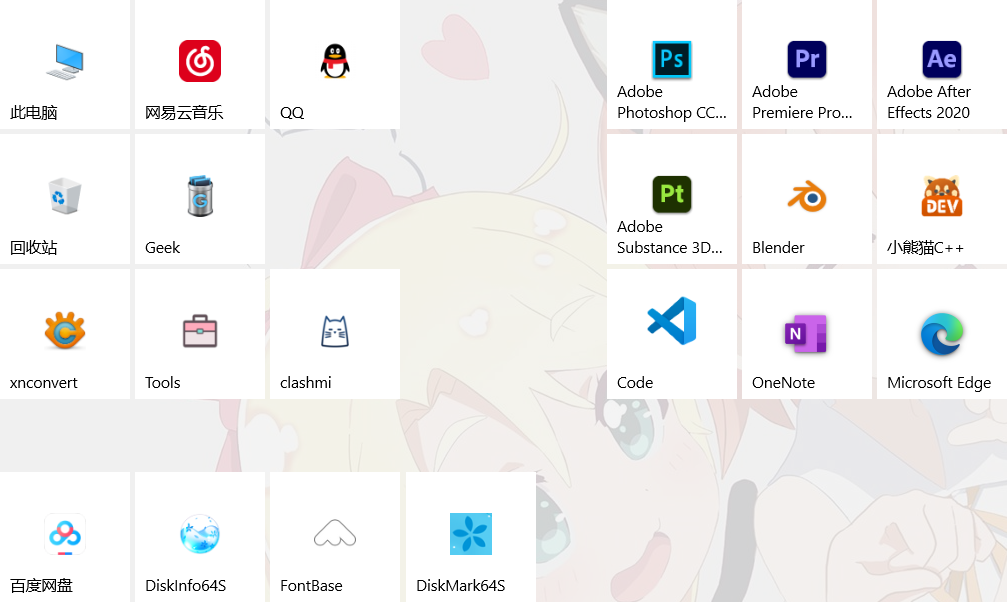 此电脑
网易云音乐
QQ
Ps
Adobe
Photoshop CC...
Pr
Adobe
Premiere Pro...
Ae
Adobe After
Effects 2020
回收站
G
Geek
Pt
Adobe
Substance 3D...
Blender
DEV
小熊猫C++
C
xnconvert
Tools
clashmi
Code
N
OneNote
Microsoft Edge
百度网盘
DiskInfo64S
FontBase
DiskMark64S